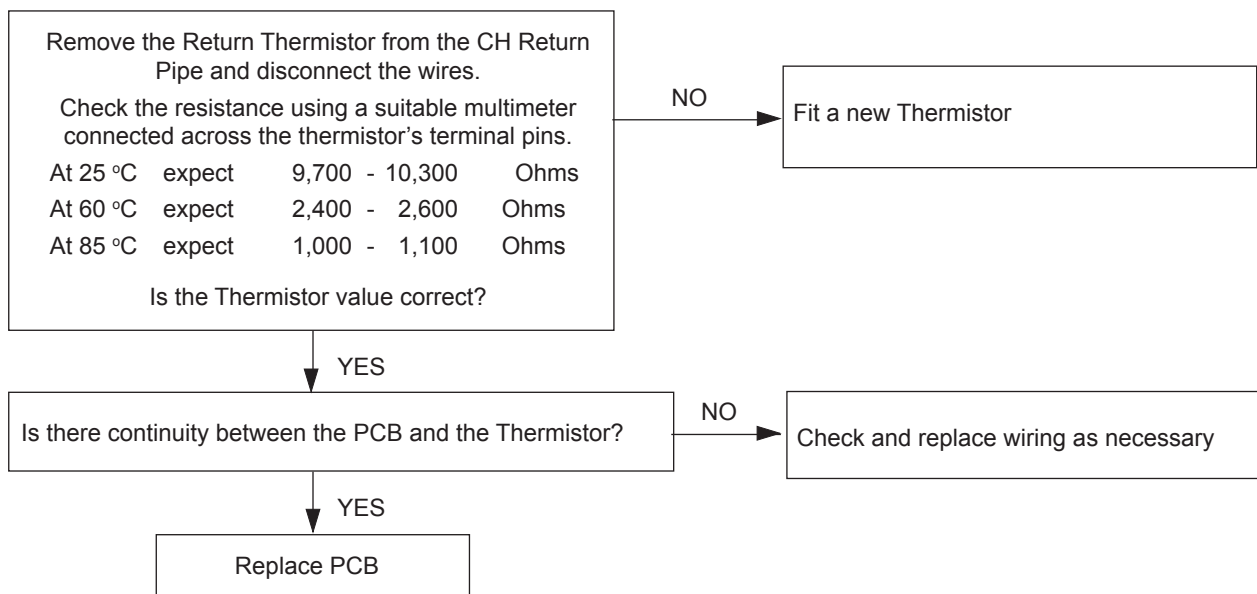 Remove the Return Thermistor from the CH Return
Pipe and disconnect the wires.
Check the resistance using a suitable multimeter
connected across the thermistor's terminal pins.
At 25 °C expect 9,700 - 10,300 Ohms
At 60 °C expect 2,400 - 2,600 Ohms
At 85 °C expect 1,000 - 1,100 Ohms
Is the Thermistor value correct?
NO
Fit a new Thermistor
YES
Is there continuity between the PCB and the Thermistor?
NO
Check and replace wiring as necessary
YES
Replace PCB